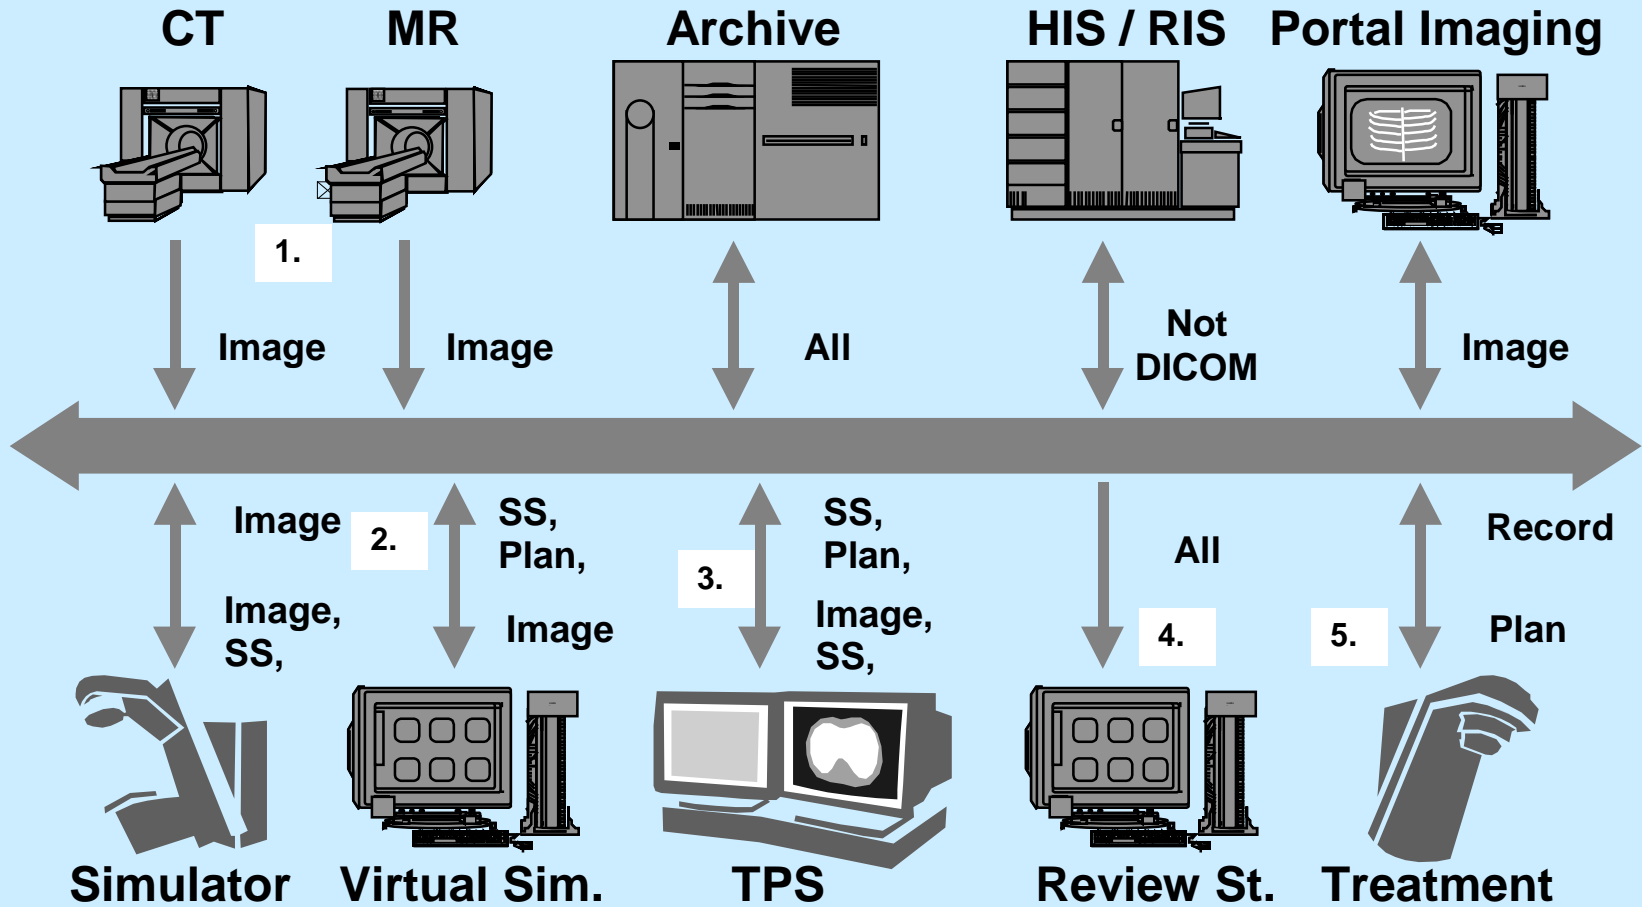 CT
MR
Archive
HIS / RIS
Portal Imaging
1.
Image
Image
All
Not
DICOM
Image
Image
Image,
SS,
2.
SS,
Plan,
Image
3.
SS,
Plan,
Image,
SS,
All
4.
Record
5.
Plan
Simulator
Virtual Sim.
TPS
Review St.
Treatment